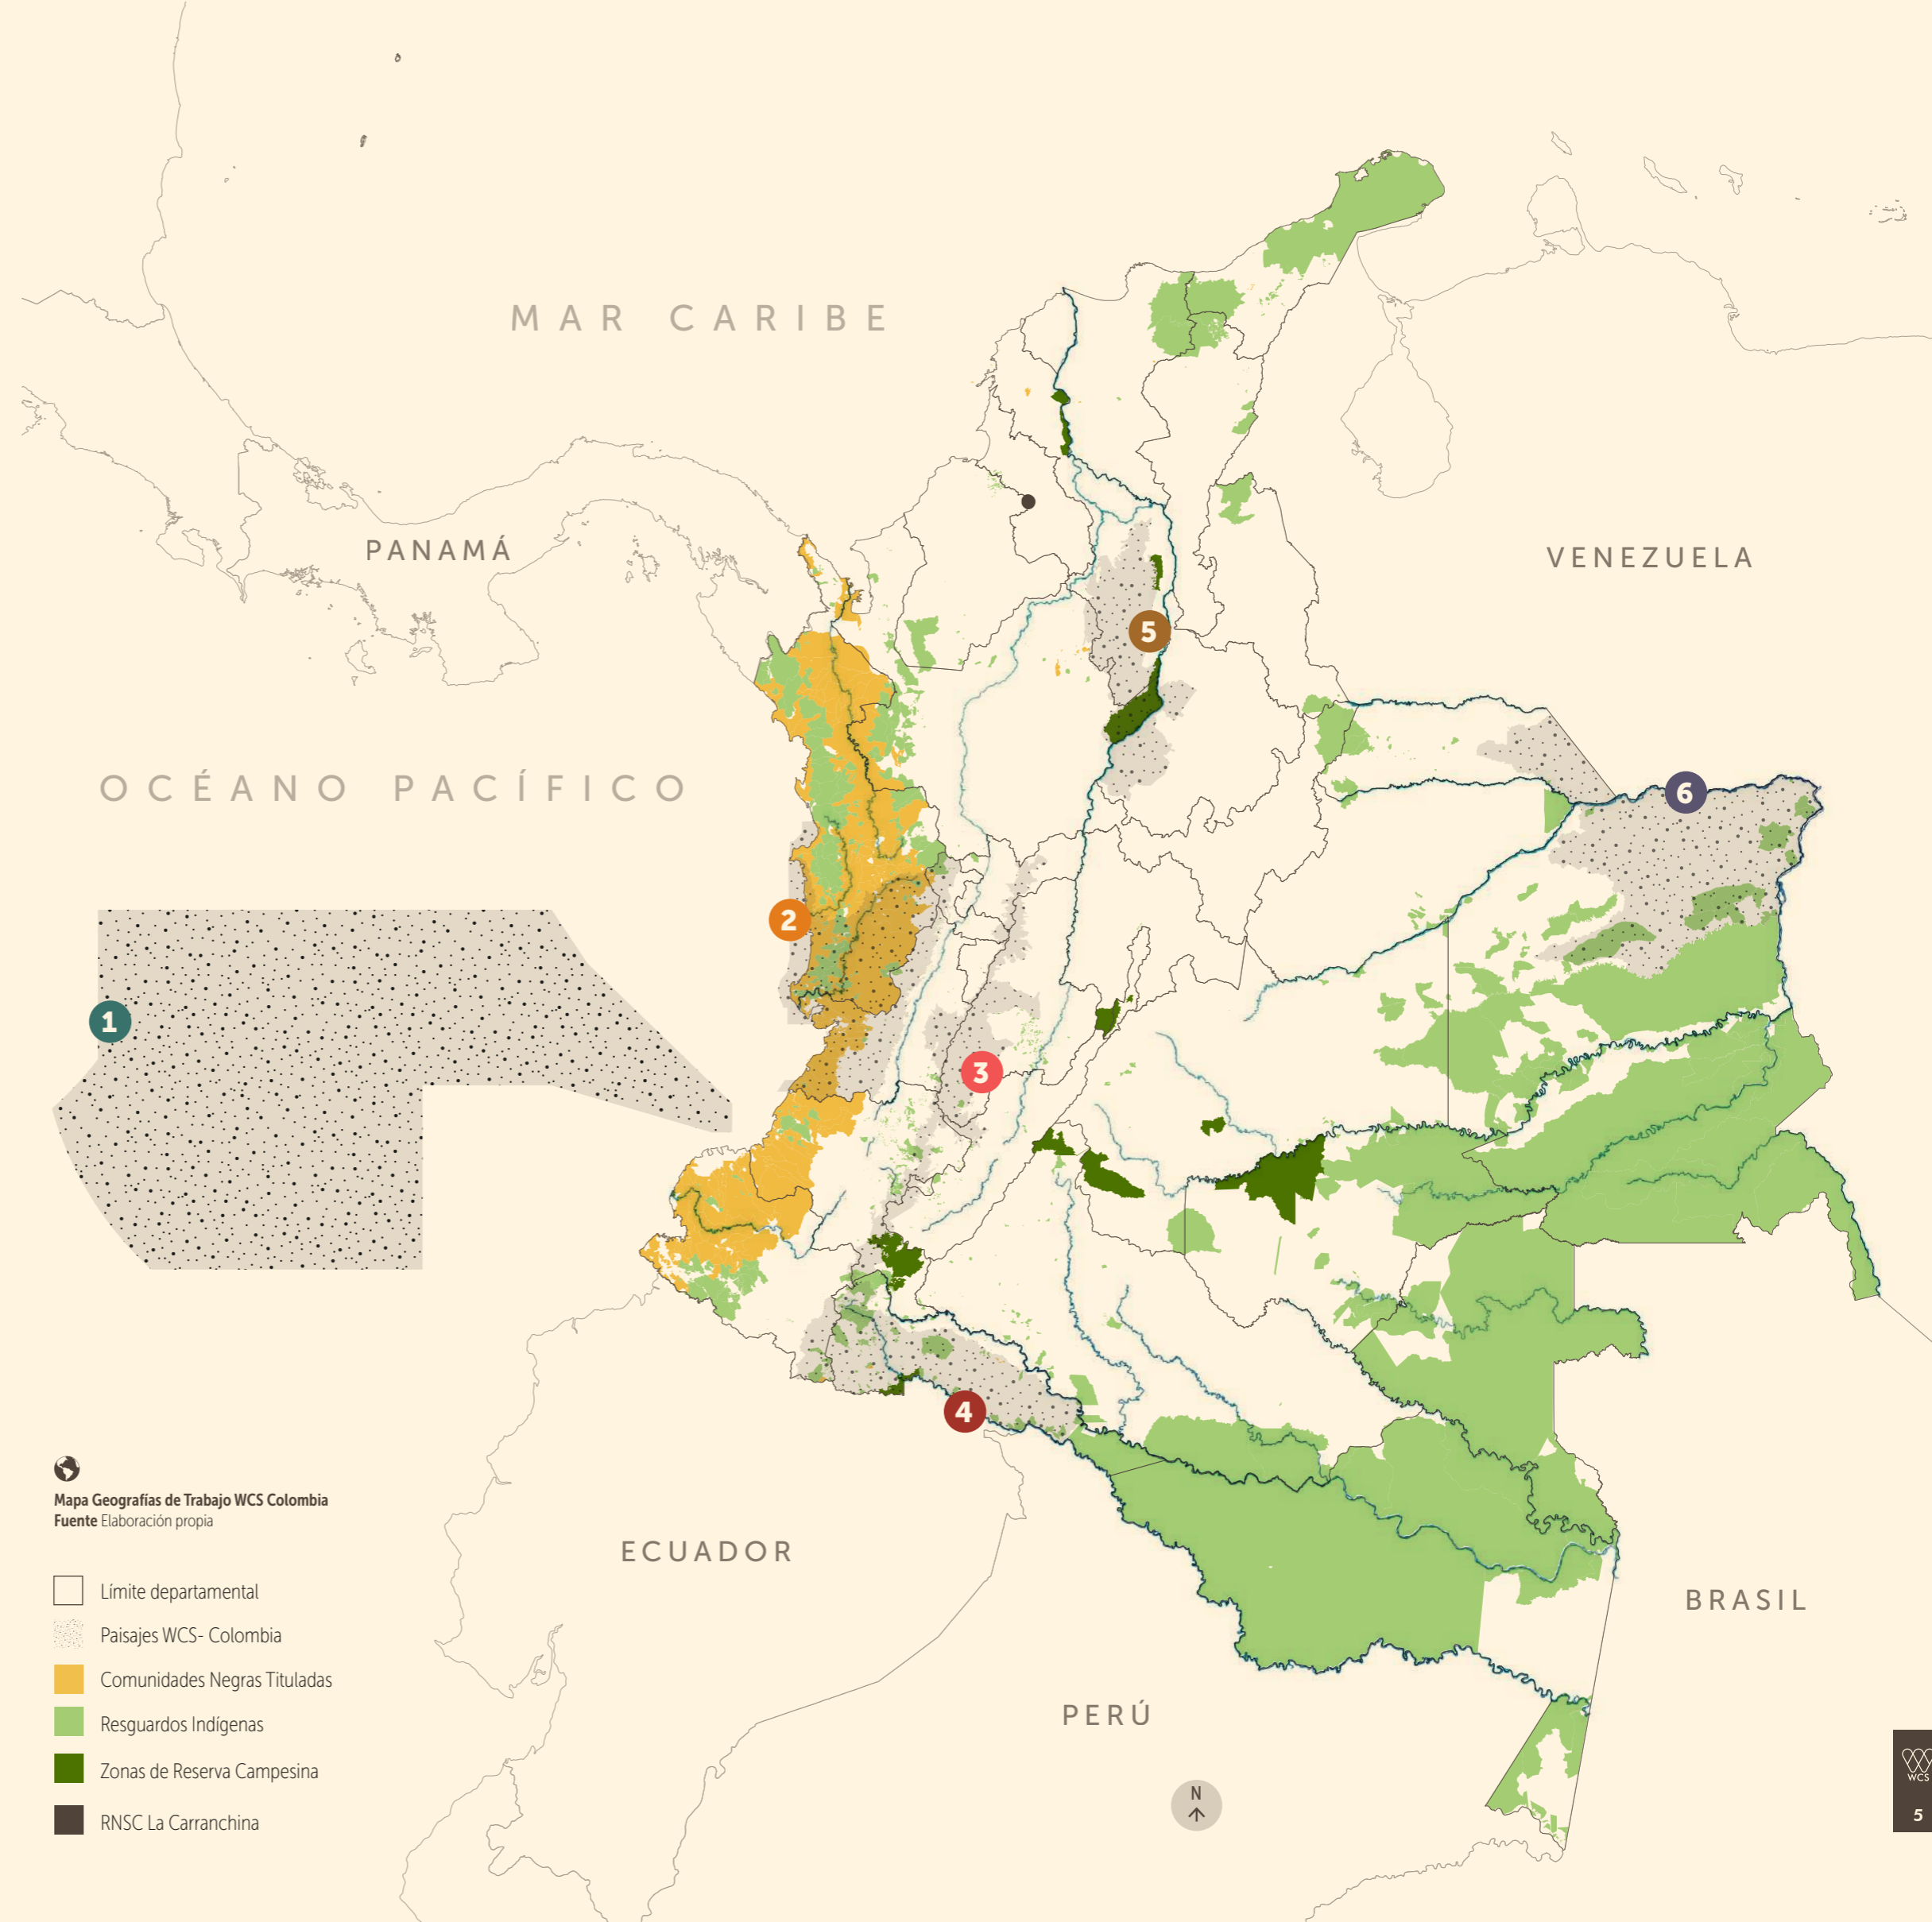 MAR CARIBE
PANAMÁ
VENEZUELA
5
OCÉANO PACÍFICO
6
2
1
3
4
Mapa Geografías de Trabajo WCS Colombia
Fuente Elaboración propia
ECUADOR
Límite departamental
BRASIL
Paisajes WCS- Colombia
Comunidades Negras Tituladas
Resguardos Indígenas
PERÚ
Zonas de Reserva Campesina
N
WCS
5
RNSC La Carranchina